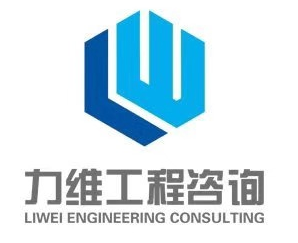 力维工程咨询
LIWEI ENGINEERING CONSULTING